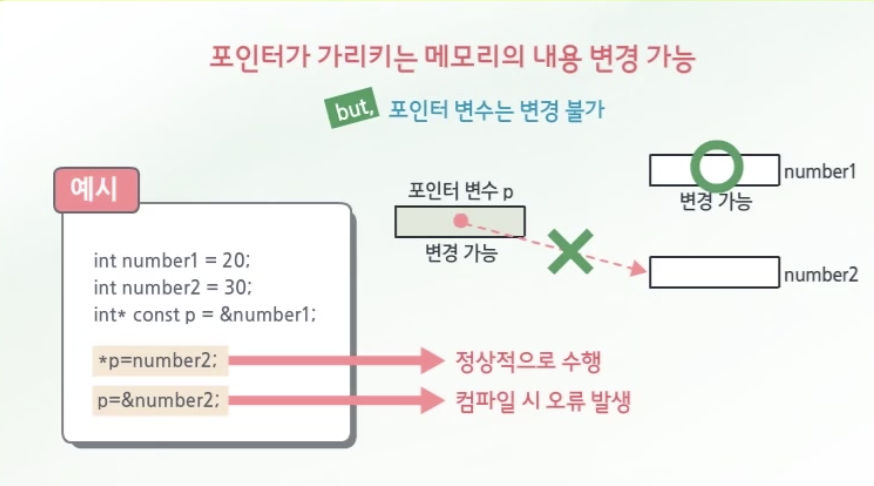 포인터가 가리키는 메모리의 내용 변경 가능
but, 포인터 변수는 변경 불가
예시
int number1 = 20;
int number2 = 30;
int* const p = &number1;
*p=number2;
정상적으로 수행
p=&number2;
컴파일 시 오류 발생
포인터 변수 p
변경 가능
number1
변경 가능
number2